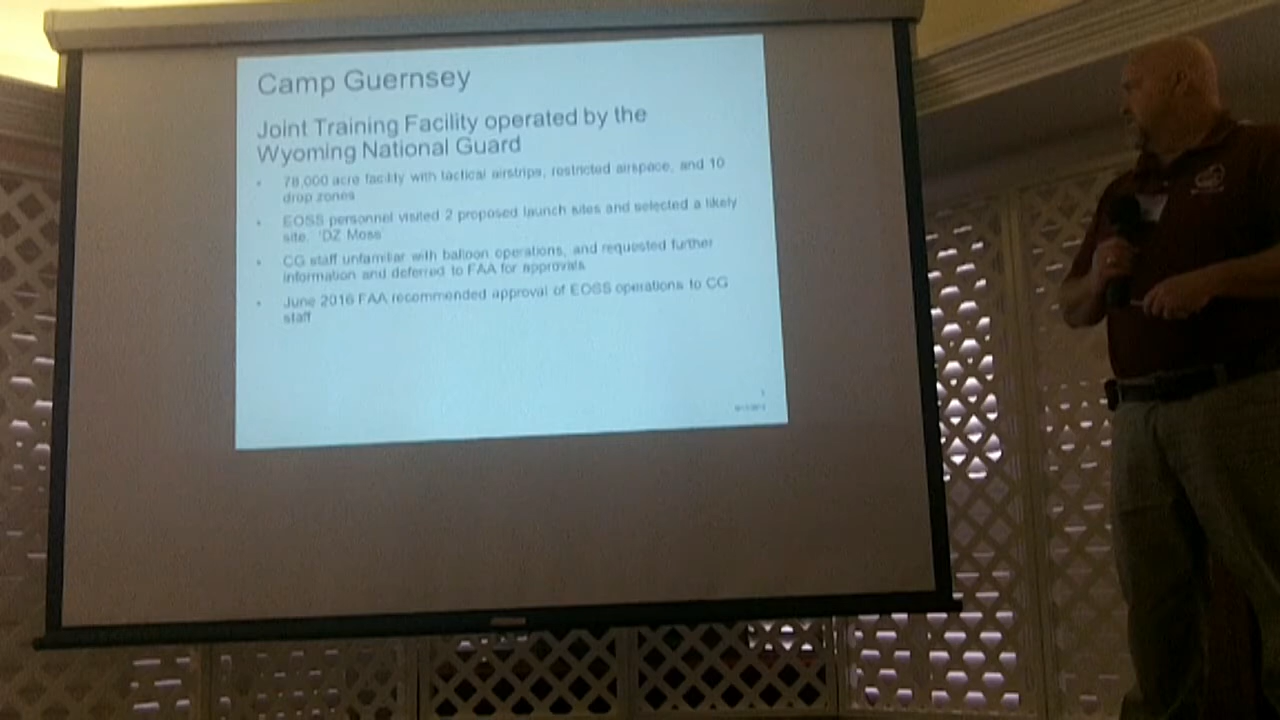 Camp Guernsey
Joint Training Facility operated by the
Wyoming National Guard
• 78,000 acre facility with tactical airstrips, restricted airspace, and 10
drop zones
• EOSS personnel visited 2 proposed launch sites and selected a likely
site. 'DZ Moss'
• CG staff unfamiliar with balloon operations, and requested further
information and deferred to FAA for approvals
• June 2016 FAA recommended approval of EOSS operations to CG
staff